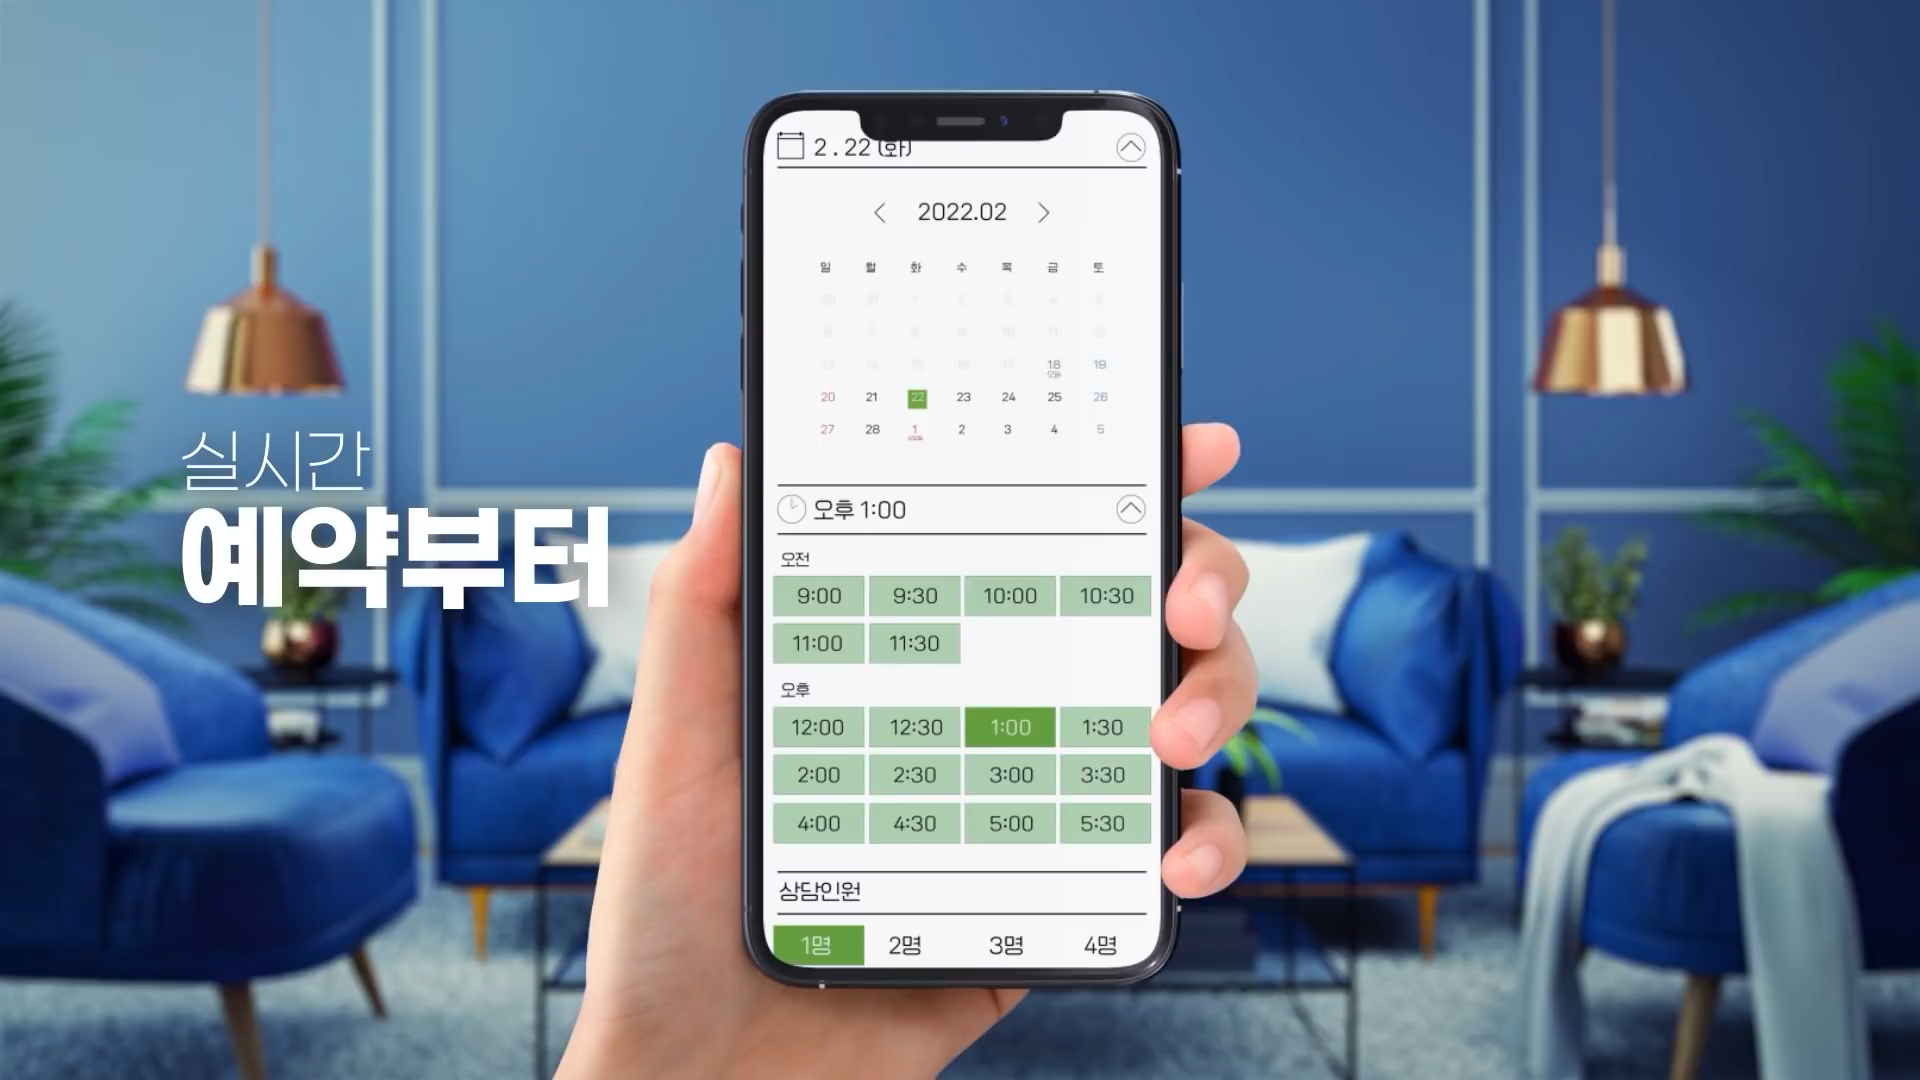 실시간
예약부터
2 . 22 (화)
2022.02
일 월 화 수 목 금 토
18 19
오늘
20 21 22 23 24 25 26
27 28 1 2 3 4 5
오후 1:00
오전
9:00 9:30 10:00 10:30
11:00 11:30
오후
12:00 12:30 1:00 1:30
2:00 2:30 3:00 3:30
4:00 4:30 5:00 5:30
상담인원
1명 2명 3명 4명